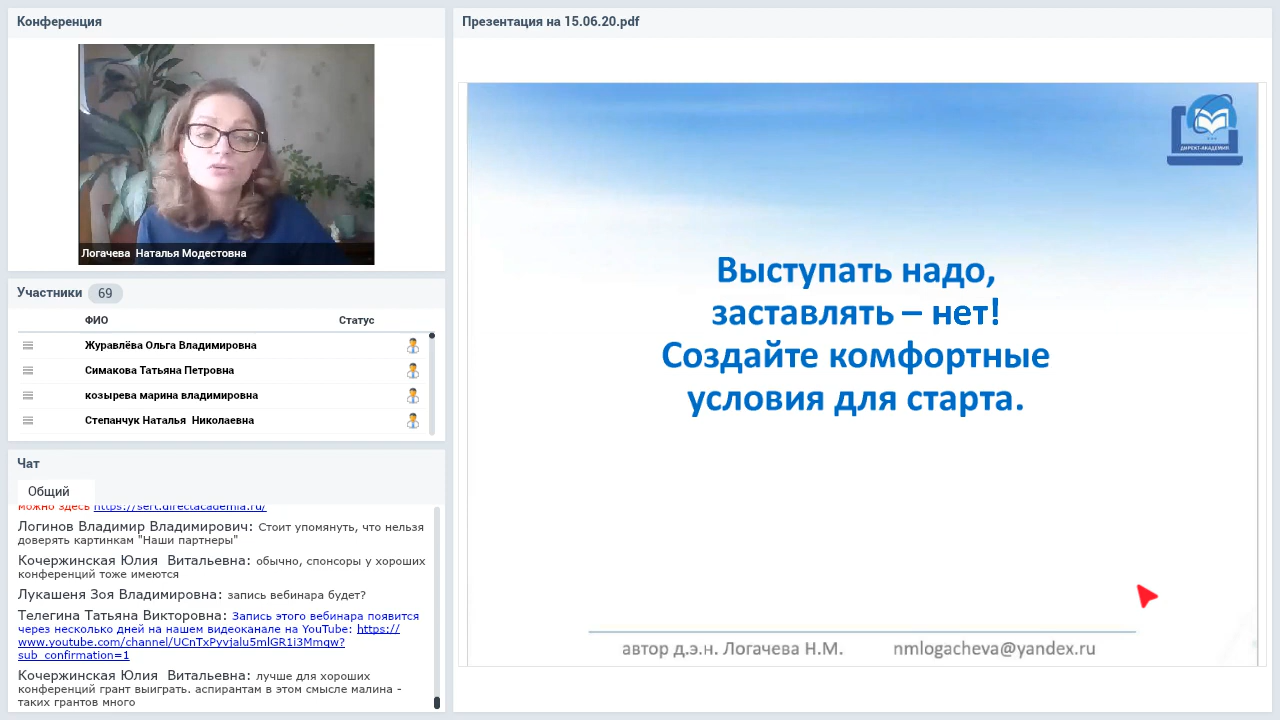 Конференция
Логачева  Наталья Модестовна
Участники 69
ФИО Статус
Журавлёва Ольга Владимировна
Симакова Татьяна Петровна
козырева марина владимировна
Степанчук Наталья  Николаевна
Чат
Общий
можно здесь https://sert.directacademia.ru/
Логинов Владимир Владимирович: Стоит упомянуть, что нельзя
доверять картинкам "Наши партнеры"
Кочержинская Юлия  Витальевна: обычно, спонсоры у хороших
конференций тоже имеются
Лукашеня Зоя Владимировна: запись вебинара будет?
Телегина Татьяна Викторовна: Запись этого вебинара появится
через несколько дней на нашем видеоканале на YouTube: https://
www.youtube.com/channel/UCnTxPyvjalu5mlGR1i3Mmqw?
sub_confirmation=1
Кочержинская Юлия  Витальевна: лучше для хороших
конференций грант выиграть. аспирантам в этом смысле малина -
таких грантов много
Презентация на 15.06.20.pdf
ДИРЕКТ-АКАДЕМИЯ
Выступать надо,
заставлять – нет!
Создайте комфортные
условия для старта.
автор д.э.н. Логачева Н.М. nmlogacheva@yandex.ru